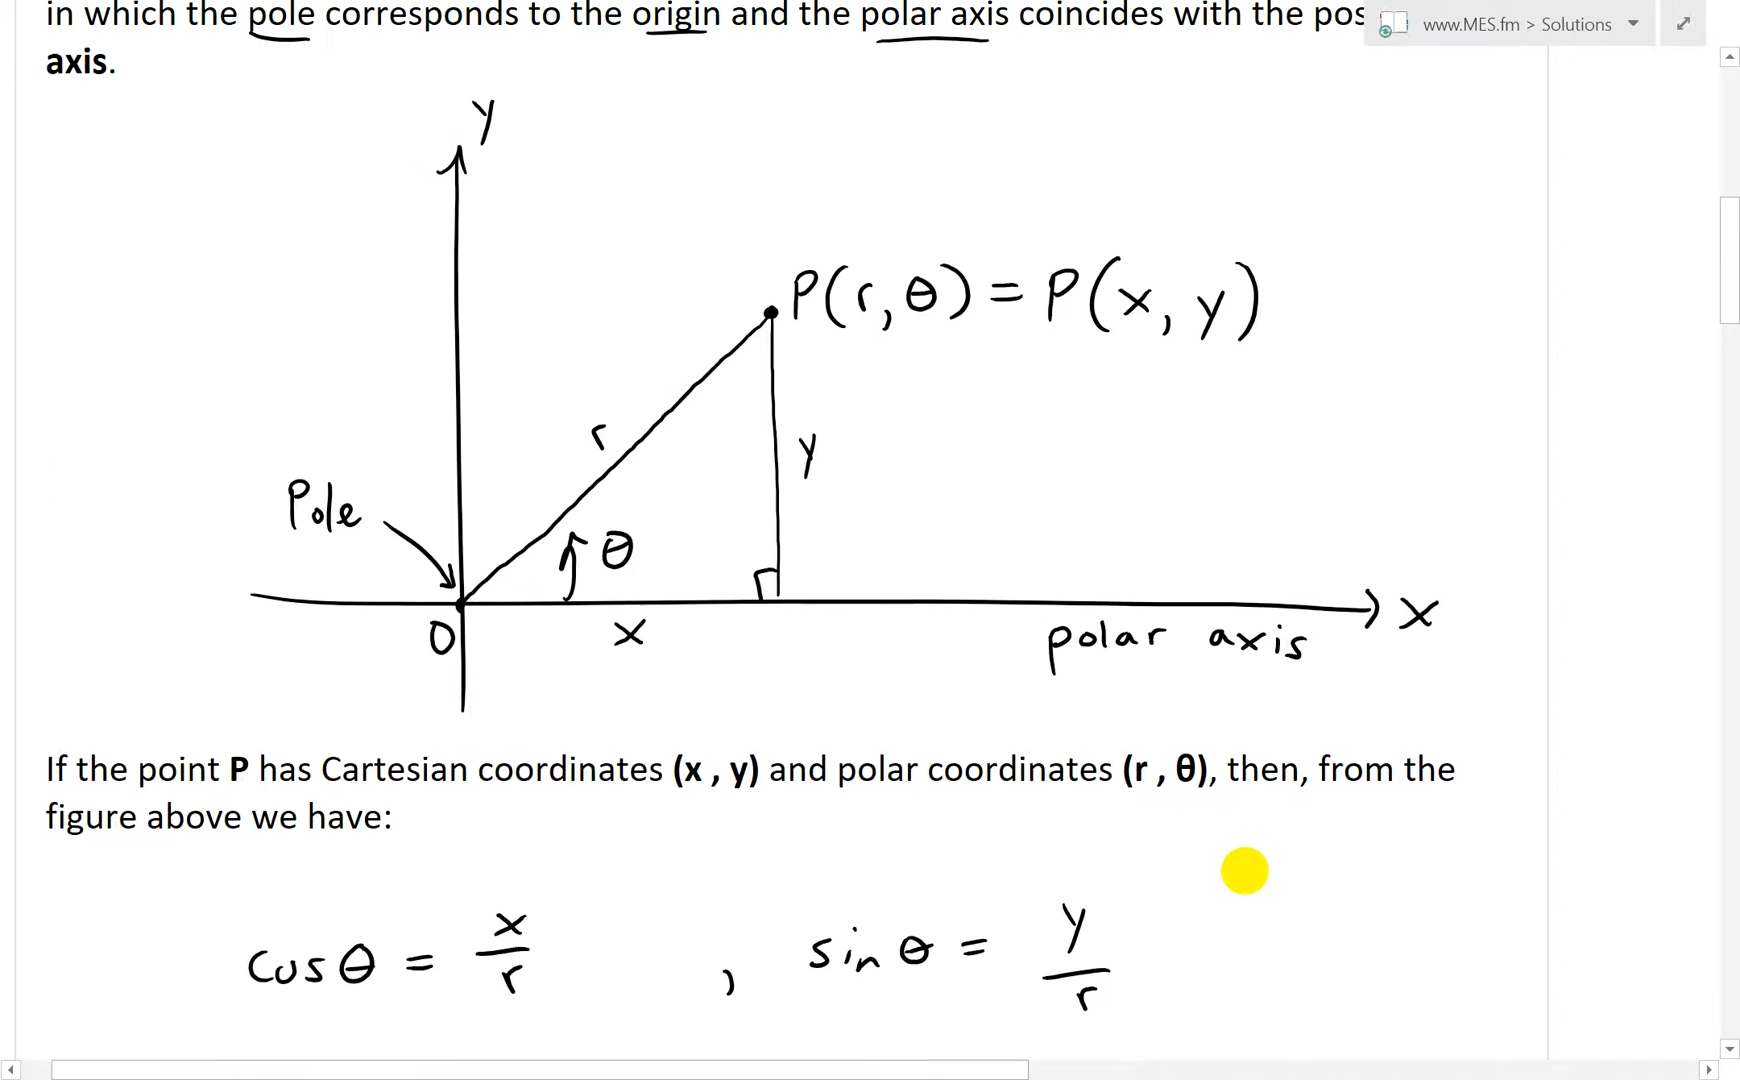 in which the pole corresponds to the origin and the polar axis coincides with the pos
www.MES.fm > Solutions
axis.
y
P(r, θ) = P(x, y)
r
y
Pole
θ
O
x
polar axis
x
If the point P has Cartesian coordinates (x , y) and polar coordinates (r , θ), then, from the
figure above we have:
cos θ = x/r , sin θ = y/r